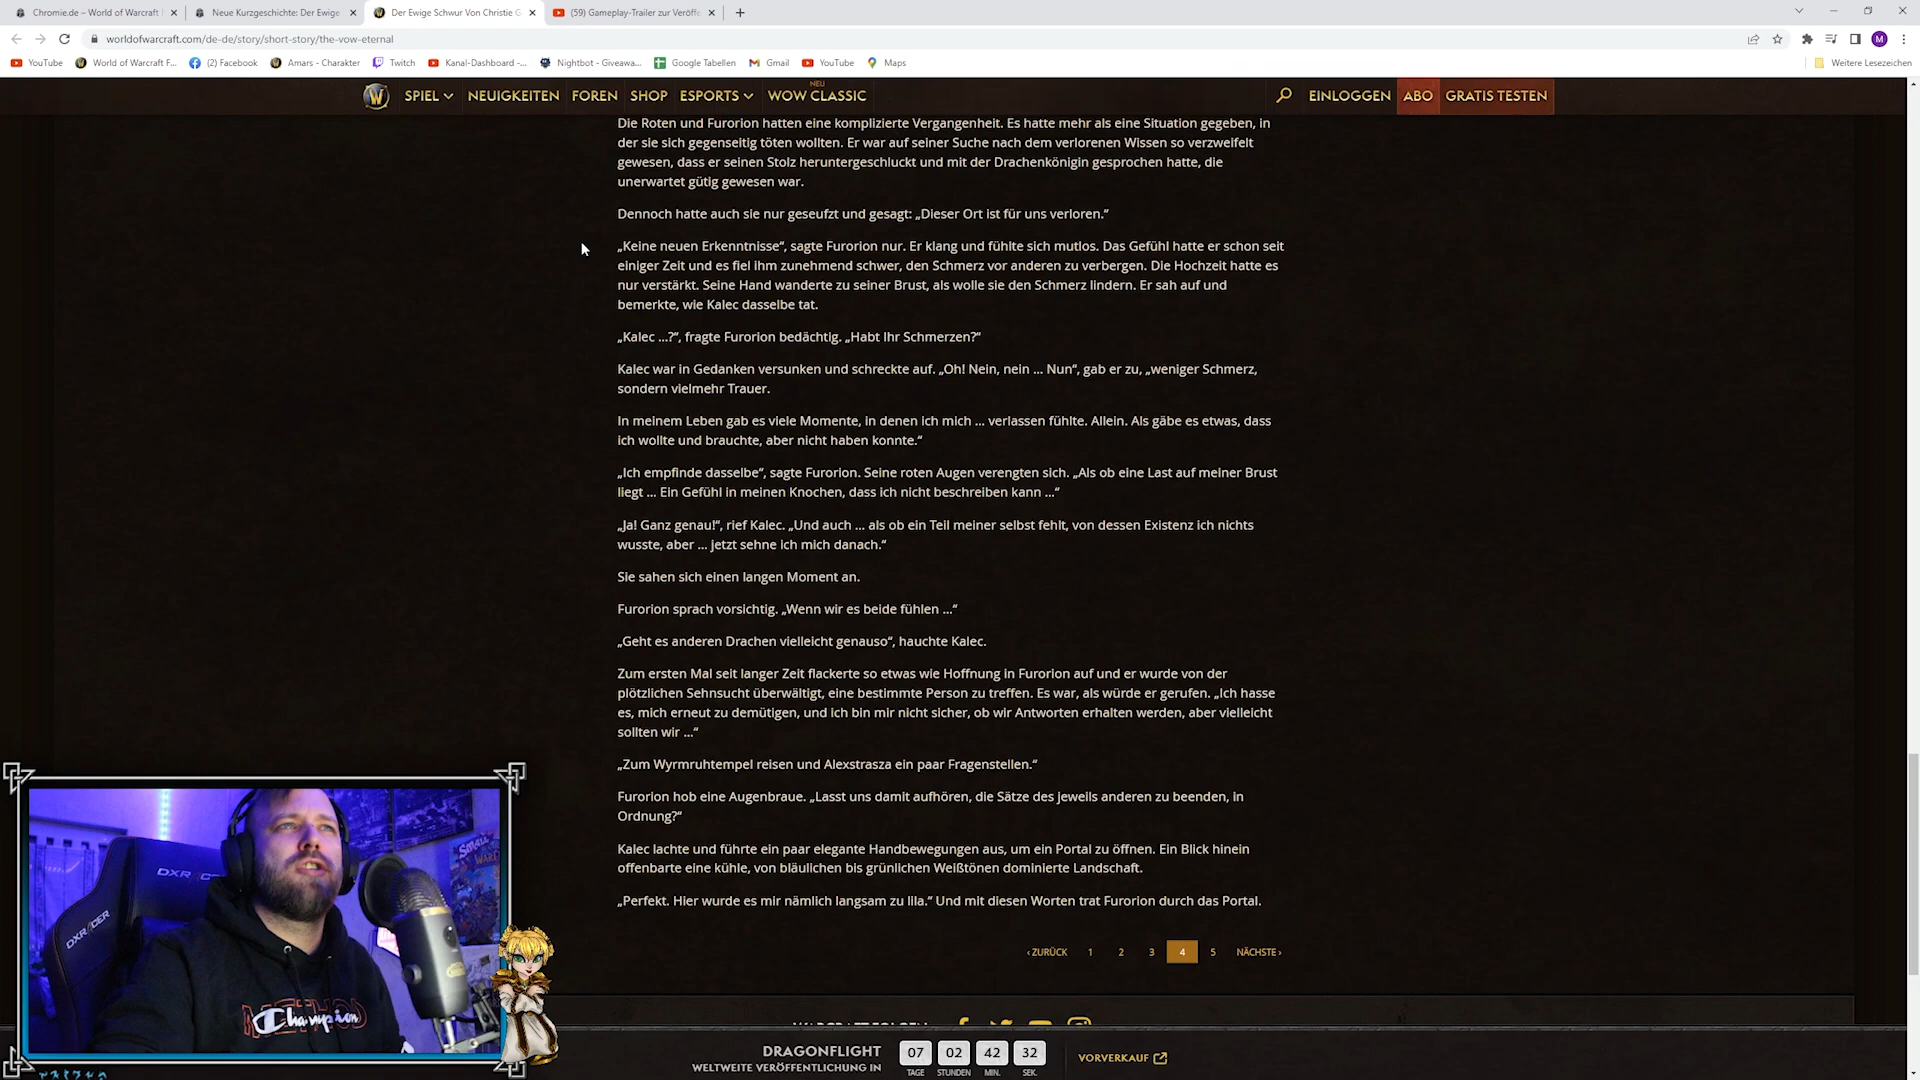 Chromie.de – World of Warcraft
Neue Kurzgeschichte: Der Ewige
Der Ewige Schwur Von Christie G
(59) Gameplay-Trailer zur Veröffe
worldofwarcraft.com/de-de/story/short-story/the-vow-eternal
M
YouTube
World of Warcraft F...
(2) Facebook
Amars - Charakter
Twitch
Kanal-Dashboard -...
Nightbot - Giveawa...
Google Tabellen
Gmail
YouTube
Maps
Weitere Lesezeichen
SPIEL
NEUIGKEITEN
FOREN
SHOP
ESPORTS
NEU
WOW CLASSIC
EINLOGGEN
ABO
GRATIS TESTEN
Die Roten und Furorion hatten eine komplizierte Vergangenheit. Es hatte mehr als eine Situation gegeben, in
der sie sich gegenseitig töten wollten. Er war auf seiner Suche nach dem verlorenen Wissen so verzweifelt
gewesen, dass er seinen Stolz heruntergeschluckt und mit der Drachenkönigin gesprochen hatte, die
unerwartet gütig gewesen war.
Dennoch hatte auch sie nur geseufzt und gesagt: „Dieser Ort ist für uns verloren.“
„Keine neuen Erkenntnisse“, sagte Furorion nur. Er klang und fühlte sich mutlos. Das Gefühl hatte er schon seit
einiger Zeit und es fiel ihm zunehmend schwer, den Schmerz vor anderen zu verbergen. Die Hochzeit hatte es
nur verstärkt. Seine Hand wanderte zu seiner Brust, als wolle sie den Schmerz lindern. Er sah auf und
bemerkte, wie Kalec dasselbe tat.
„Kalec ...?“, fragte Furorion bedächtig. „Habt Ihr Schmerzen?“
Kalec war in Gedanken versunken und schreckte auf. „Oh! Nein, nein ... Nun“, gab er zu, „weniger Schmerz,
sondern vielmehr Trauer.
In meinem Leben gab es viele Momente, in denen ich mich ... verlassen fühlte. Allein. Als gäbe es etwas, dass
ich wollte und brauchte, aber nicht haben konnte.“
„Ich empfinde dasselbe“, sagte Furorion. Seine roten Augen verengten sich. „Als ob eine Last auf meiner Brust
liegt ... Ein Gefühl in meinen Knochen, dass ich nicht beschreiben kann ...“
„Ja! Ganz genau!“, rief Kalec. „Und auch ... als ob ein Teil meiner selbst fehlt, von dessen Existenz ich nichts
wusste, aber ... jetzt sehne ich mich danach.“
Sie sahen sich einen langen Moment an.
Furorion sprach vorsichtig. „Wenn wir es beide fühlen ...“
„Geht es anderen Drachen vielleicht genauso“, hauchte Kalec.
Zum ersten Mal seit langer Zeit flackerte so etwas wie Hoffnung in Furorion auf und er wurde von der
plötzlichen Sehnsucht überwältigt, eine bestimmte Person zu treffen. Es war, als würde er gerufen. „Ich hasse
es, mich erneut zu demütigen, und ich bin mir nicht sicher, ob wir Antworten erhalten werden, aber vielleicht
sollten wir ...“
„Zum Wyrmruhtempel reisen und Alexstrasza ein paar Fragenstellen.“
Furorion hob eine Augenbraue. „Lasst uns damit aufhören, die Sätze des jeweils anderen zu beenden, in
Ordnung?“
Kalec lachte und führte ein paar elegante Handbewegungen aus, um ein Portal zu öffnen. Ein Blick hinein
offenbarte eine kühle, von bläulichen bis grünlichen Weißtönen dominierte Landschaft.
„Perfekt. Hier wurde es mir nämlich langsam zu lila.“ Und mit diesen Worten trat Furorion durch das Portal.
‹ ZURÜCK 1 2 3 4 5 NÄCHSTE ›
WARCRAFT FOLGEN
DXRACER
DXRACER
Champion
DRAGONFLIGHT
WELTWEITE VERÖFFENTLICHUNG IN
07 02 42 32
TAGE STUNDEN MIN. SEK.
VORVERKAUF